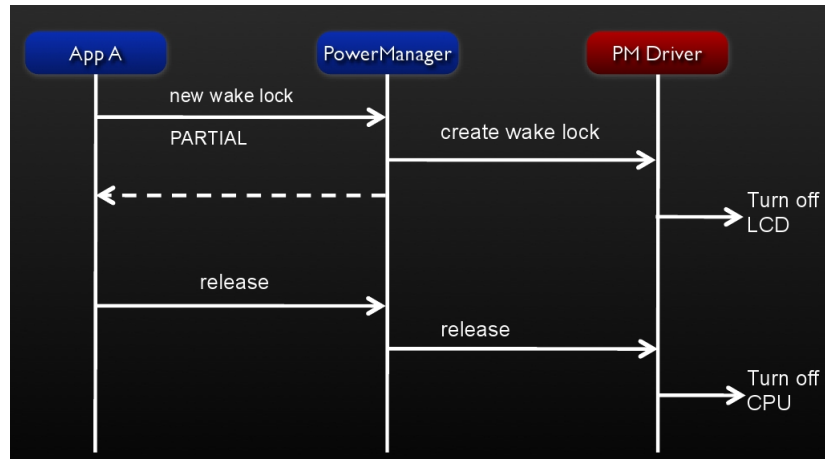 App A
PowerManager
PM Driver
new wake lock
PARTIAL
create wake lock
Turn off
LCD
release
release
Turn off
CPU